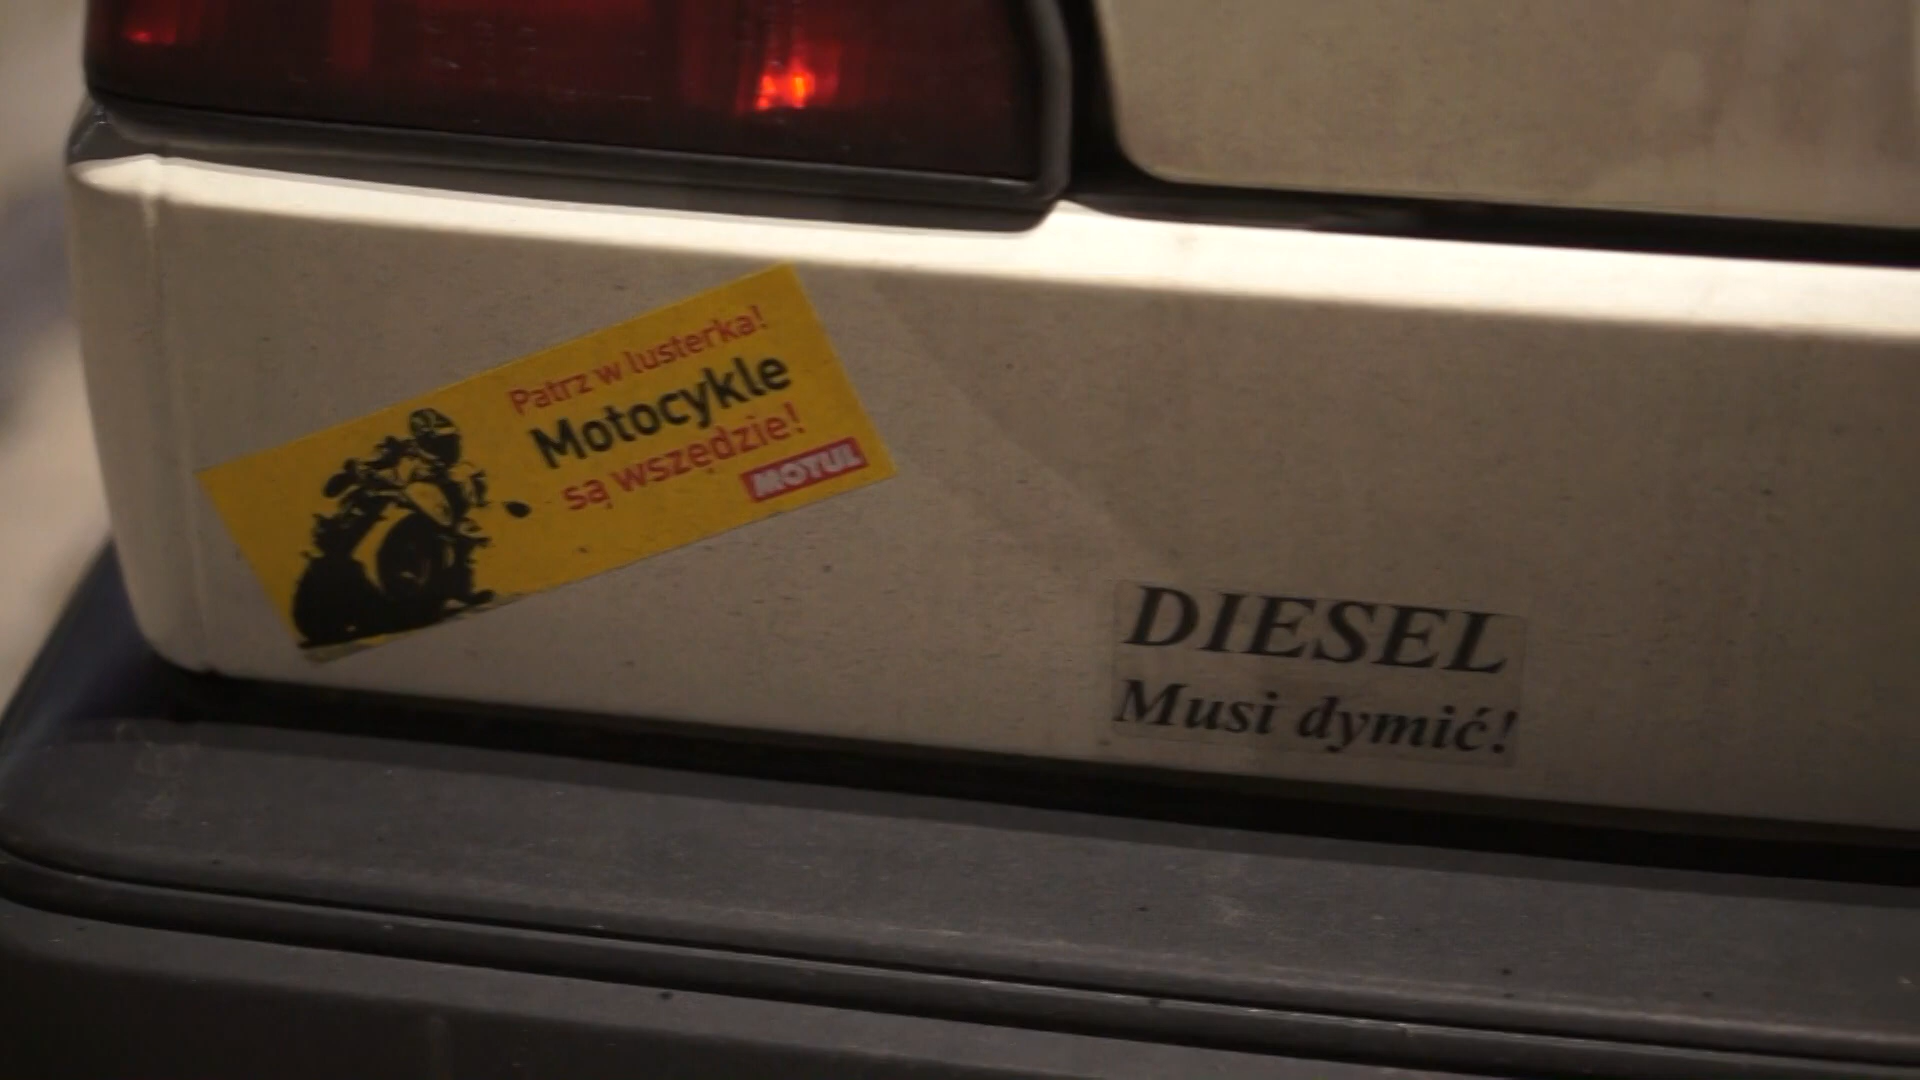 Patrz w lusterka!
Motocykle
są wszędzie!
MOTUL
DIESEL
Musi dymić!